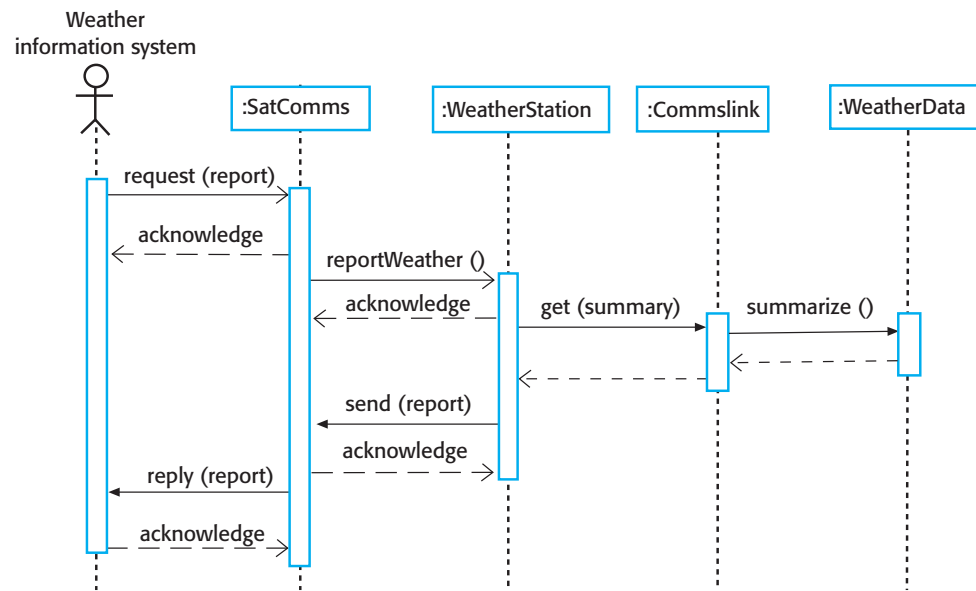 Weather
information system
:SatComms
:WeatherStation
:Commslink
:WeatherData
request (report)
acknowledge
reportWeather ()
acknowledge
get (summary)
summarize ()
send (report)
acknowledge
reply (report)
acknowledge